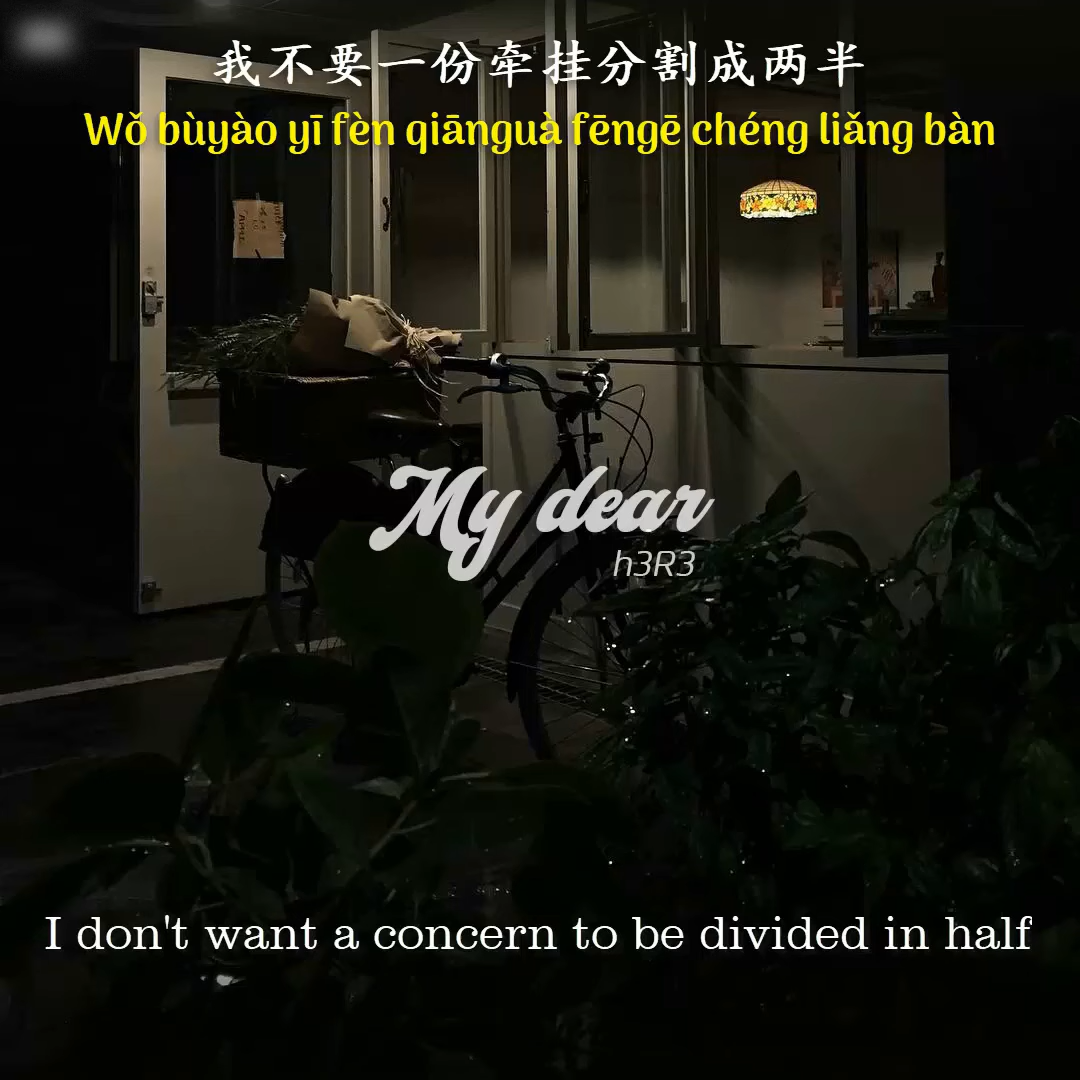 我不要一份牵挂分割成两半
Wǒ bùyào yī fèn qiānguà fēngē chéng liǎng bàn
APPLE
My dear
h3R3
I don't want a concern to be divided in half